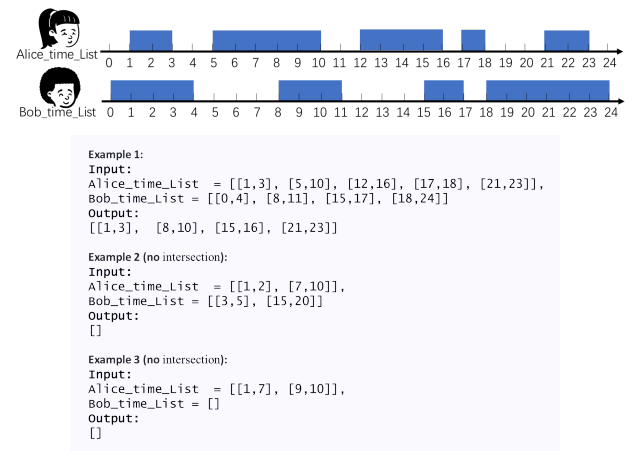 Alice_time_List
0 1 2 3 4 5 6 7 8 9 10 11 12 13 14 15 16 17 18 19 20 21 22 23 24
Bob_time_List
0 1 2 3 4 5 6 7 8 9 10 11 12 13 14 15 16 17 18 19 20 21 22 23 24
Example 1:
Input:
Alice_time_List = [[1,3], [5,10], [12,16], [17,18], [21,23]],
Bob_time_List = [[0,4], [8,11], [15,17], [18,24]]
Output:
[[1,3], [8,10], [15,16], [21,23]]
Example 2 (no intersection):
Input:
Alice_time_List = [[1,2], [7,10]],
Bob_time_List = [[3,5], [15,20]]
Output:
[]
Example 3 (no intersection):
Input:
Alice_time_List = [[1,7], [9,10]],
Bob_time_List = []
Output:
[]